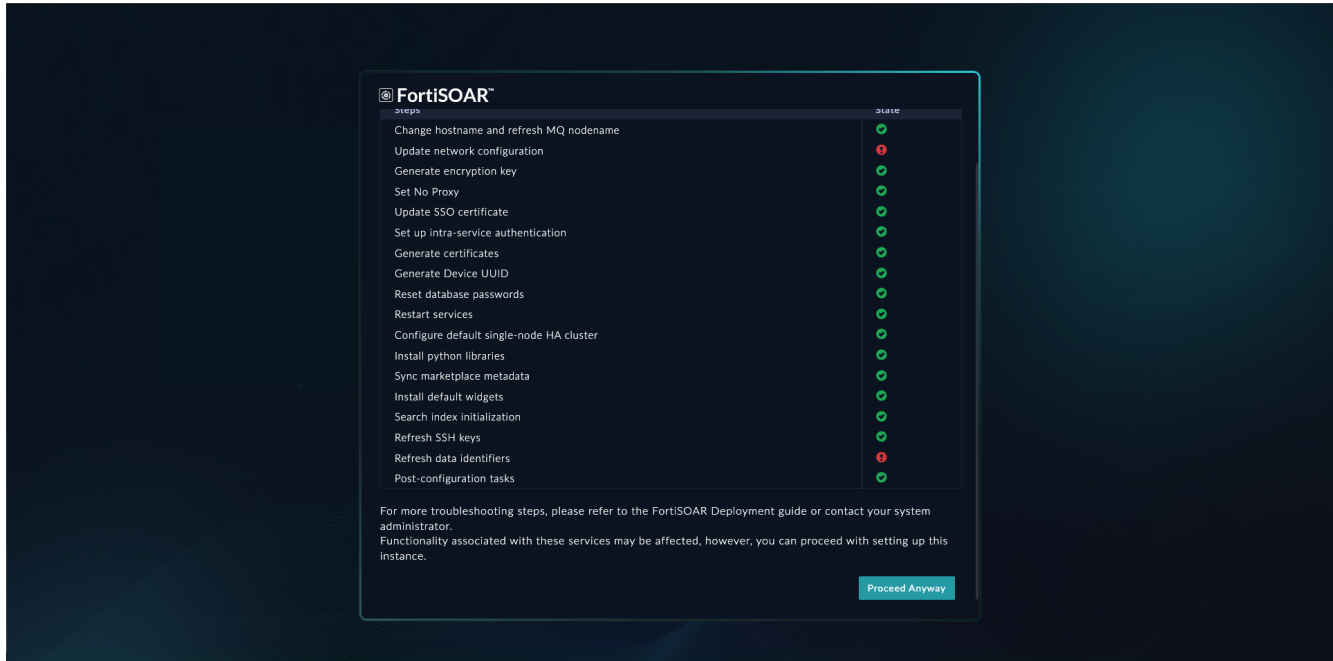 FortiSOAR™
Steps State
Change hostname and refresh MQ nodename
Update network configuration
Generate encryption key
Set No Proxy
Update SSO certificate
Set up intra-service authentication
Generate certificates
Generate Device UUID
Reset database passwords
Restart services
Configure default single-node HA cluster
Install python libraries
Sync marketplace metadata
Install default widgets
Search index initialization
Refresh SSH keys
Refresh data identifiers
Post-configuration tasks
For more troubleshooting steps, please refer to the FortiSOAR Deployment guide or contact your system
administrator.
Functionality associated with these services may be affected, however, you can proceed with setting up this
instance.
Proceed Anyway